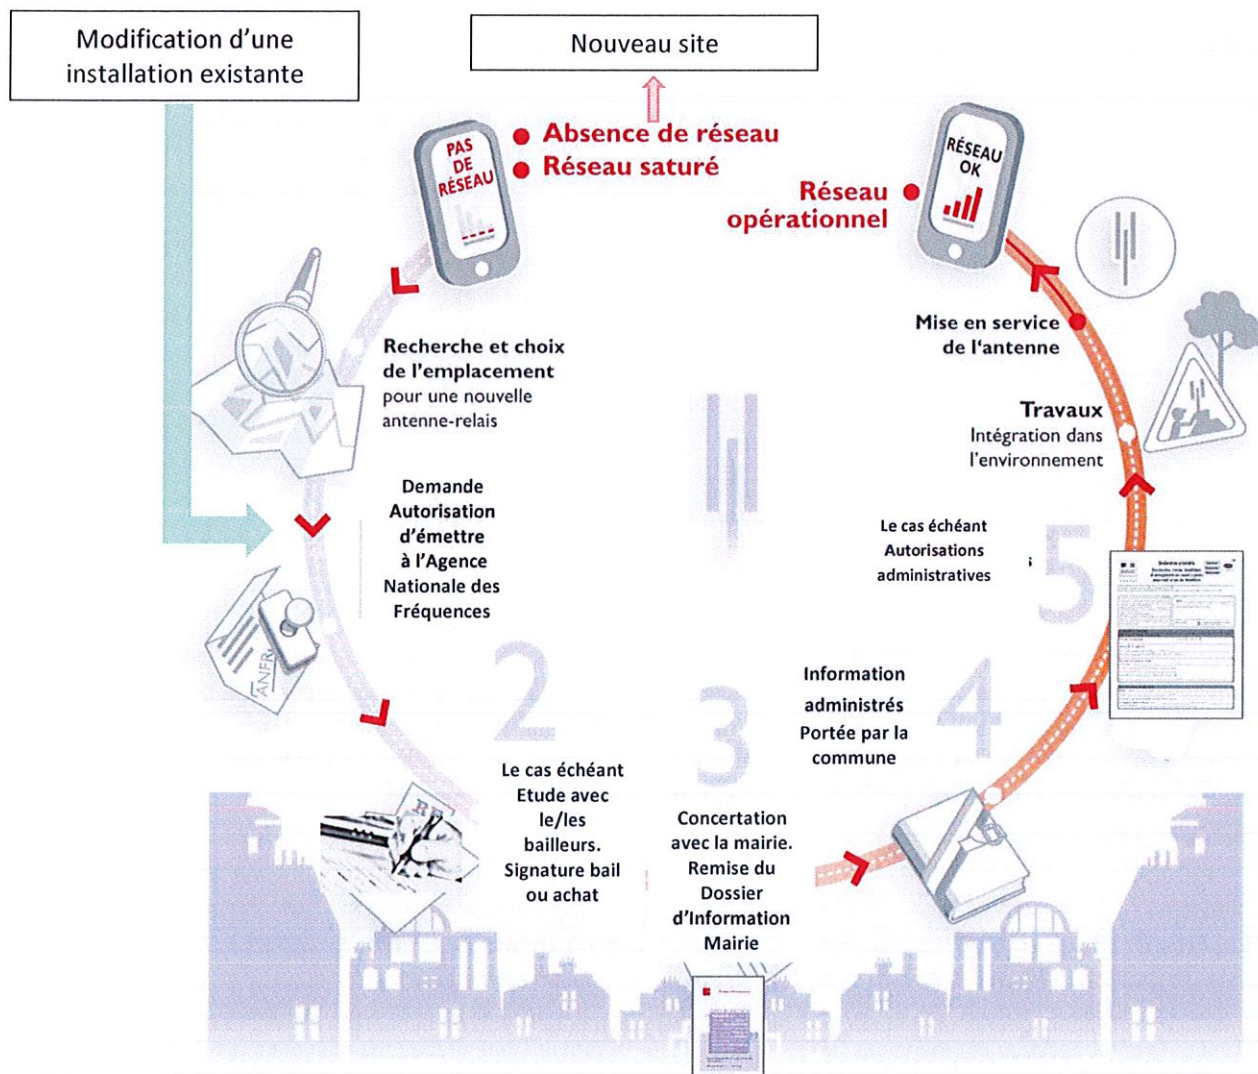 Modification d'une
installation existante
Nouveau site
Absence de réseau
Réseau saturé
PAS
DE
RÉSEAU
RÉSEAU
OK
Réseau
opérationnel
Recherche et choix
de l'emplacement
pour une nouvelle
antenne-relais
Mise en service
de l'antenne
Travaux
Intégration dans
l'environnement
Demande
Autorisation
d'émettre
à l'Agence
Nationale des
Fréquences
ANFR
Le cas échéant
Autorisations
administratives
5
2
Le cas échéant
Etude avec
le/les
bailleurs.
Signature bail
ou achat
3
Concertation
avec la mairie.
Remise du
Dossier
d'Information
Mairie
4
Information
administrés
Portée par la
commune